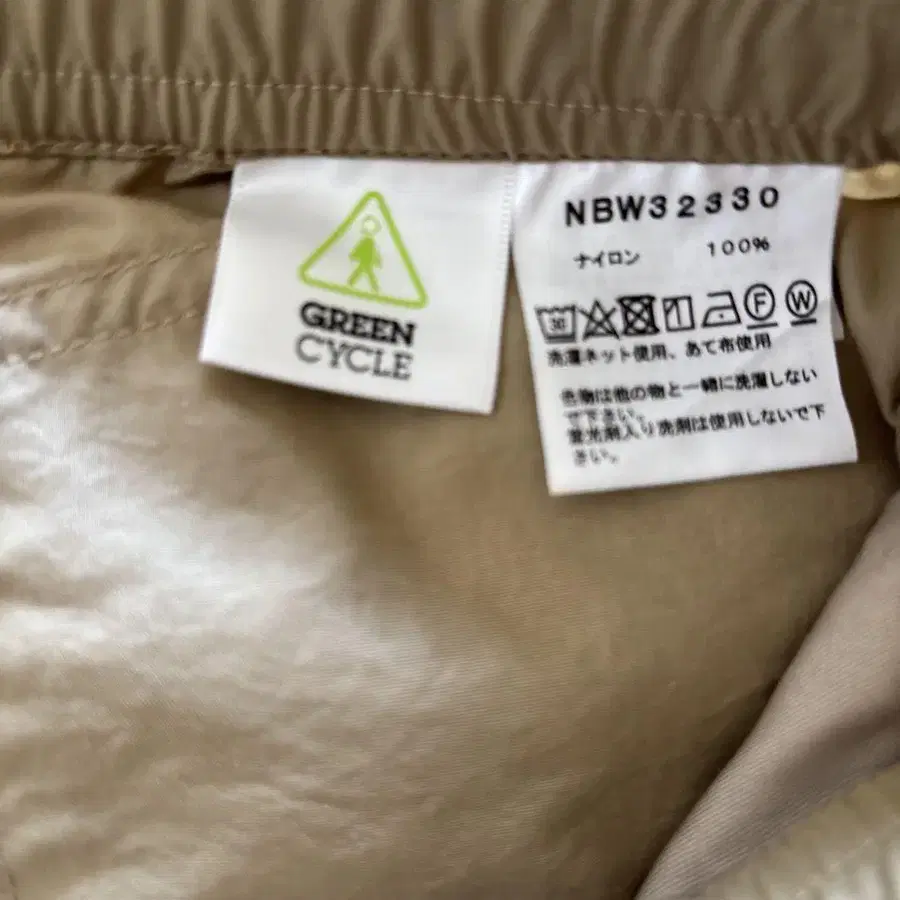 GREEN
CYCLE
NBW32330
ナイロン 100%
30
F
W
洗濯ネット使用、あて布使用
色物は他の物と一緒に洗濯しない
で下さい。
蛍光剤入り洗剤は使用しないで下
さい。